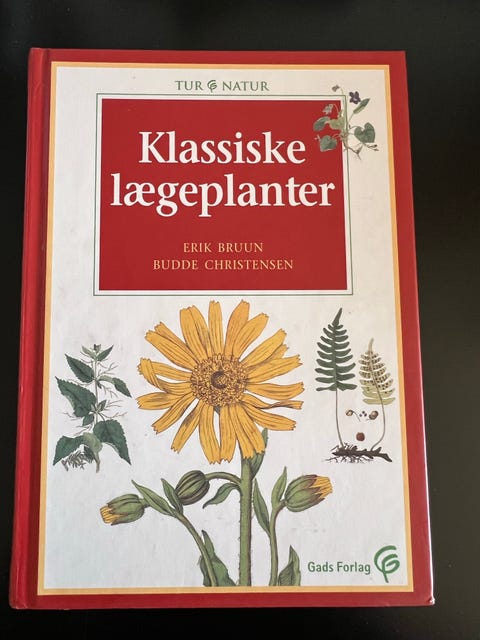 TUR & NATUR
Klassiske
lægeplanter
ERIK BRUUN
BUDDE CHRISTENSEN
Gads Forlag